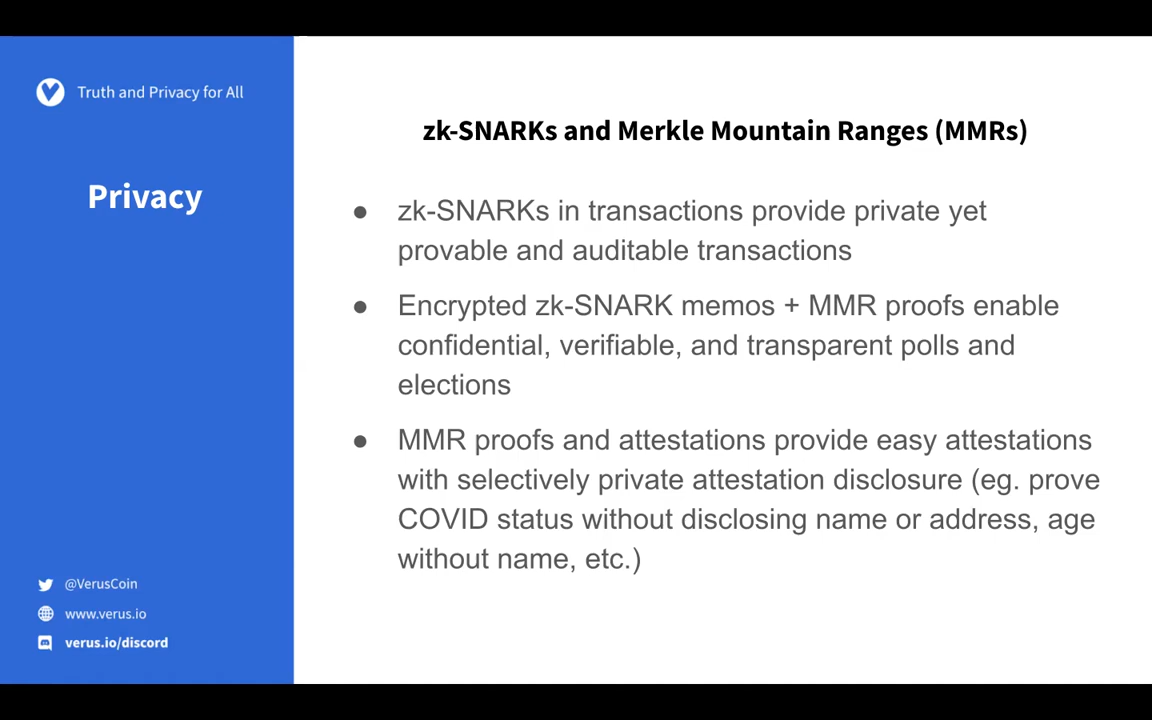 Truth and Privacy for All
Privacy
zk-SNARKs and Merkle Mountain Ranges (MMRs)
● zk-SNARKs in transactions provide private yet
provable and auditable transactions
● Encrypted zk-SNARK memos + MMR proofs enable
confidential, verifiable, and transparent polls and
elections
● MMR proofs and attestations provide easy attestations
with selectively private attestation disclosure (eg. prove
COVID status without disclosing name or address, age
without name, etc.)
@VerusCoin
www.verus.io
verus.io/discord